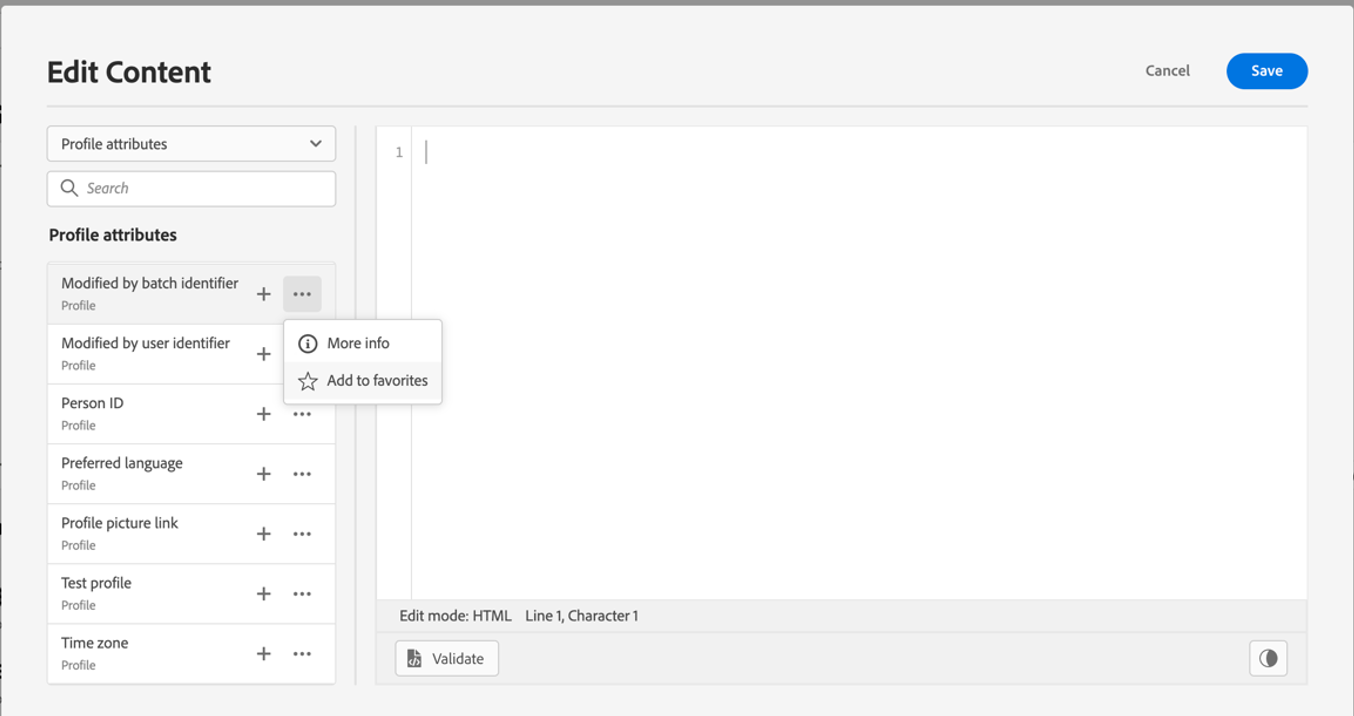 Edit Content
Cancel
Save
Profile attributes
Search
Profile attributes
Modified by batch identifier
Profile
Modified by user identifier
Profile
Person ID
Profile
Preferred language
Profile
Profile picture link
Profile
Test profile
Profile
Time zone
Profile
More info
Add to favorites
1
Edit mode: HTML Line 1, Character 1
Validate